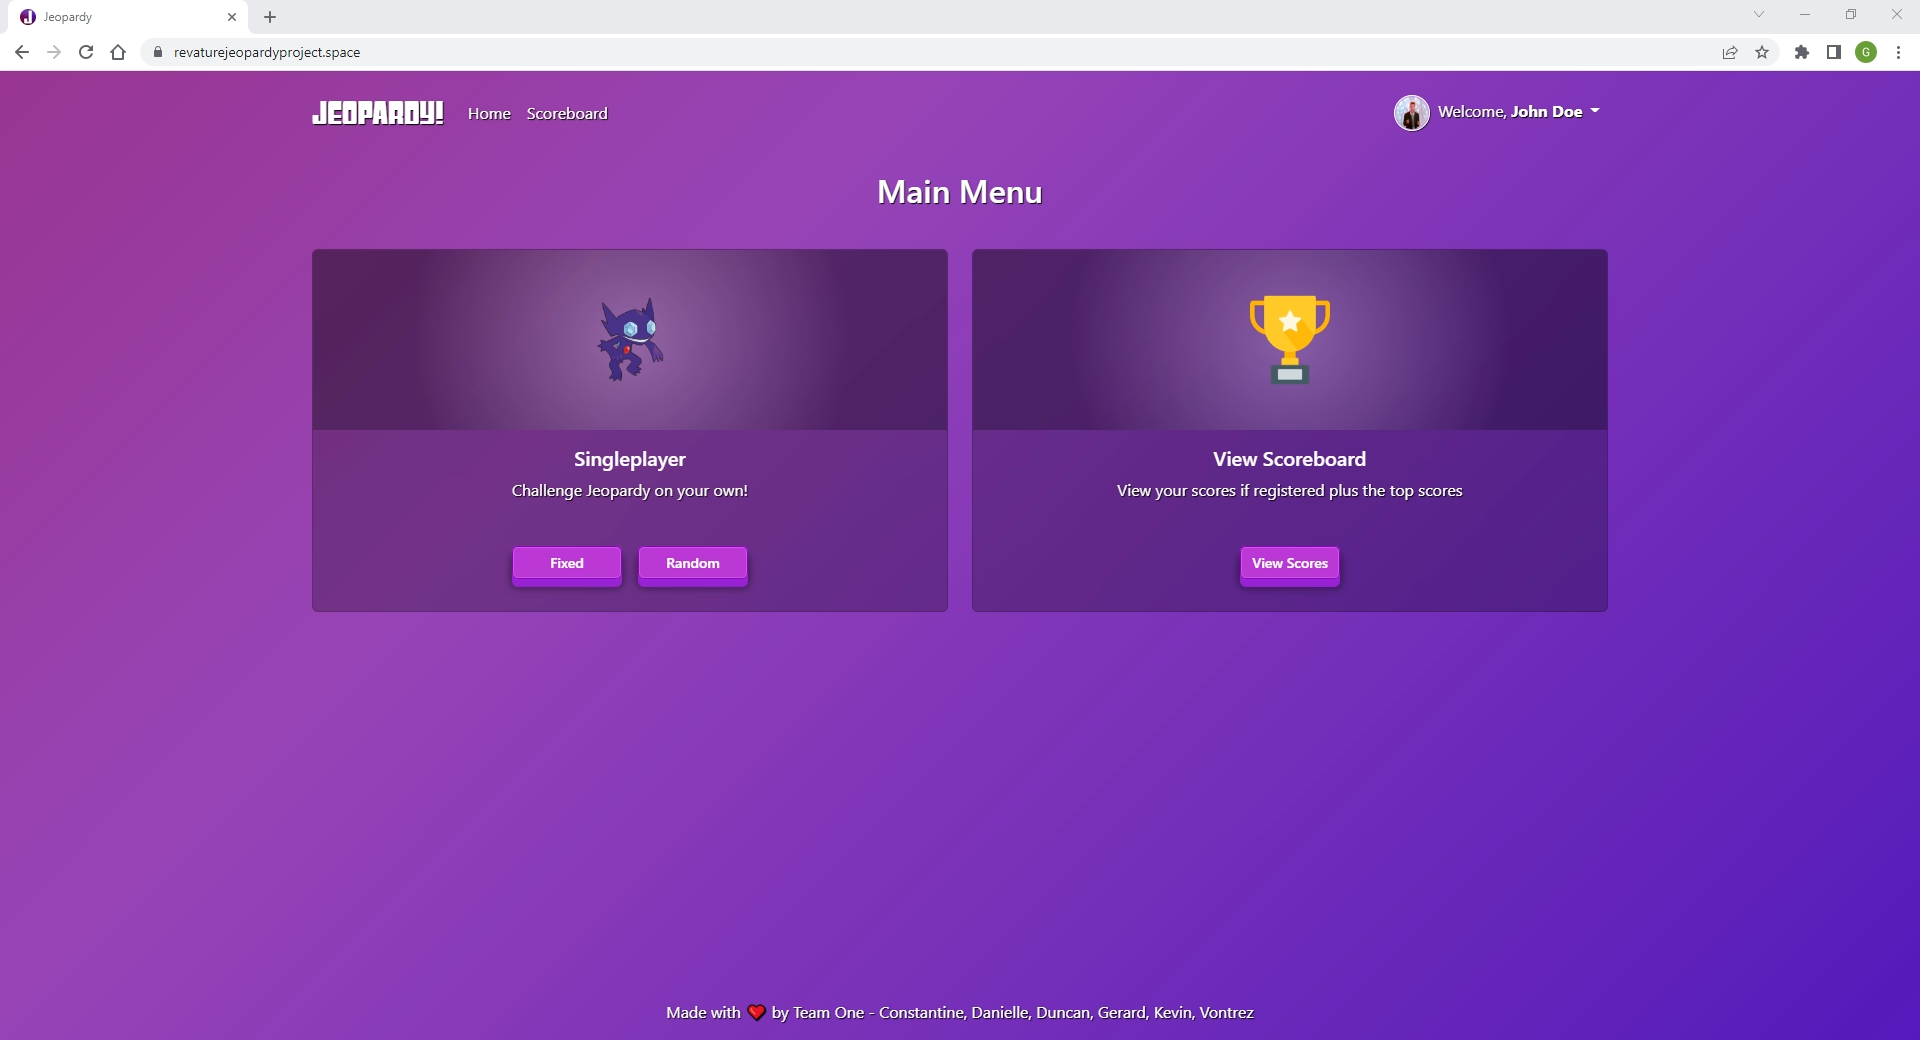 Jeopardy
revaturejeopardyproject.space
G
JEOPARDY!
Home
Scoreboard
Welcome, John Doe
Main Menu
Singleplayer
Challenge Jeopardy on your own!
Fixed
Random
View Scoreboard
View your scores if registered plus the top scores
View Scores
Made with ❤️ by Team One - Constantine, Danielle, Duncan, Gerard, Kevin, Vontrez